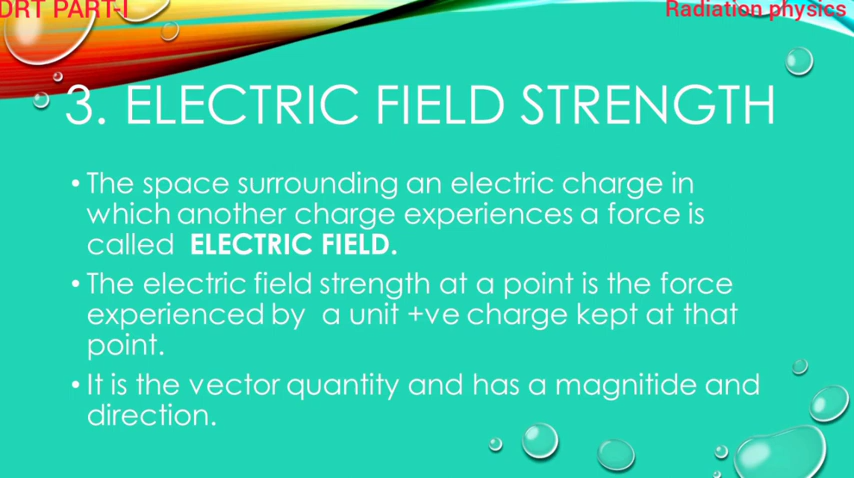 DRT PART-I
Radiation physics
3. ELECTRIC FIELD STRENGTH
• The space surrounding an electric charge in
which another charge experiences a force is
called ELECTRIC FIELD.
• The electric field strength at a point is the force
experienced by a unit +ve charge kept at that
point.
• It is the vector quantity and has a magnitide and
direction.